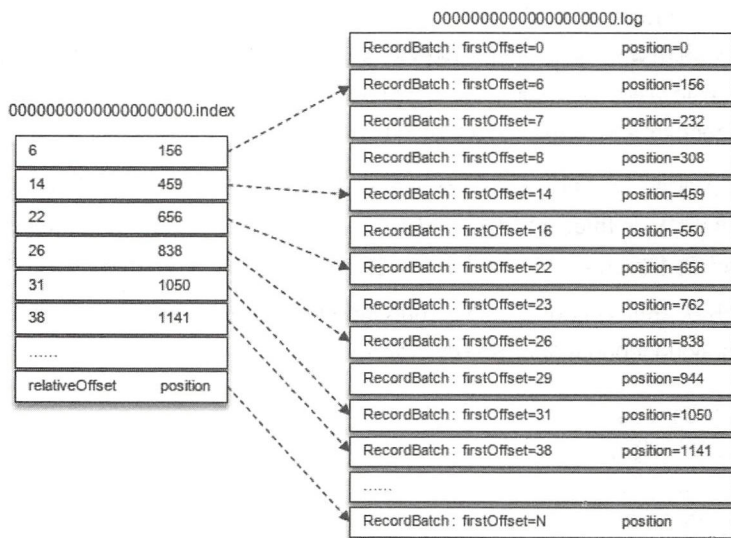 00000000000000000000.log
RecordBatch: firstOffset=0 position=0
RecordBatch: firstOffset=6 position=156
RecordBatch: firstOffset=7 position=232
RecordBatch: firstOffset=8 position=308
RecordBatch: firstOffset=14 position=459
RecordBatch: firstOffset=16 position=550
RecordBatch: firstOffset=22 position=656
RecordBatch: firstOffset=23 position=762
RecordBatch: firstOffset=26 position=838
RecordBatch: firstOffset=29 position=944
RecordBatch: firstOffset=31 position=1050
RecordBatch: firstOffset=38 position=1141
......
RecordBatch: firstOffset=N position
00000000000000000000.index
6 156
14 459
22 656
26 838
31 1050
38 1141
......
relativeOffset position